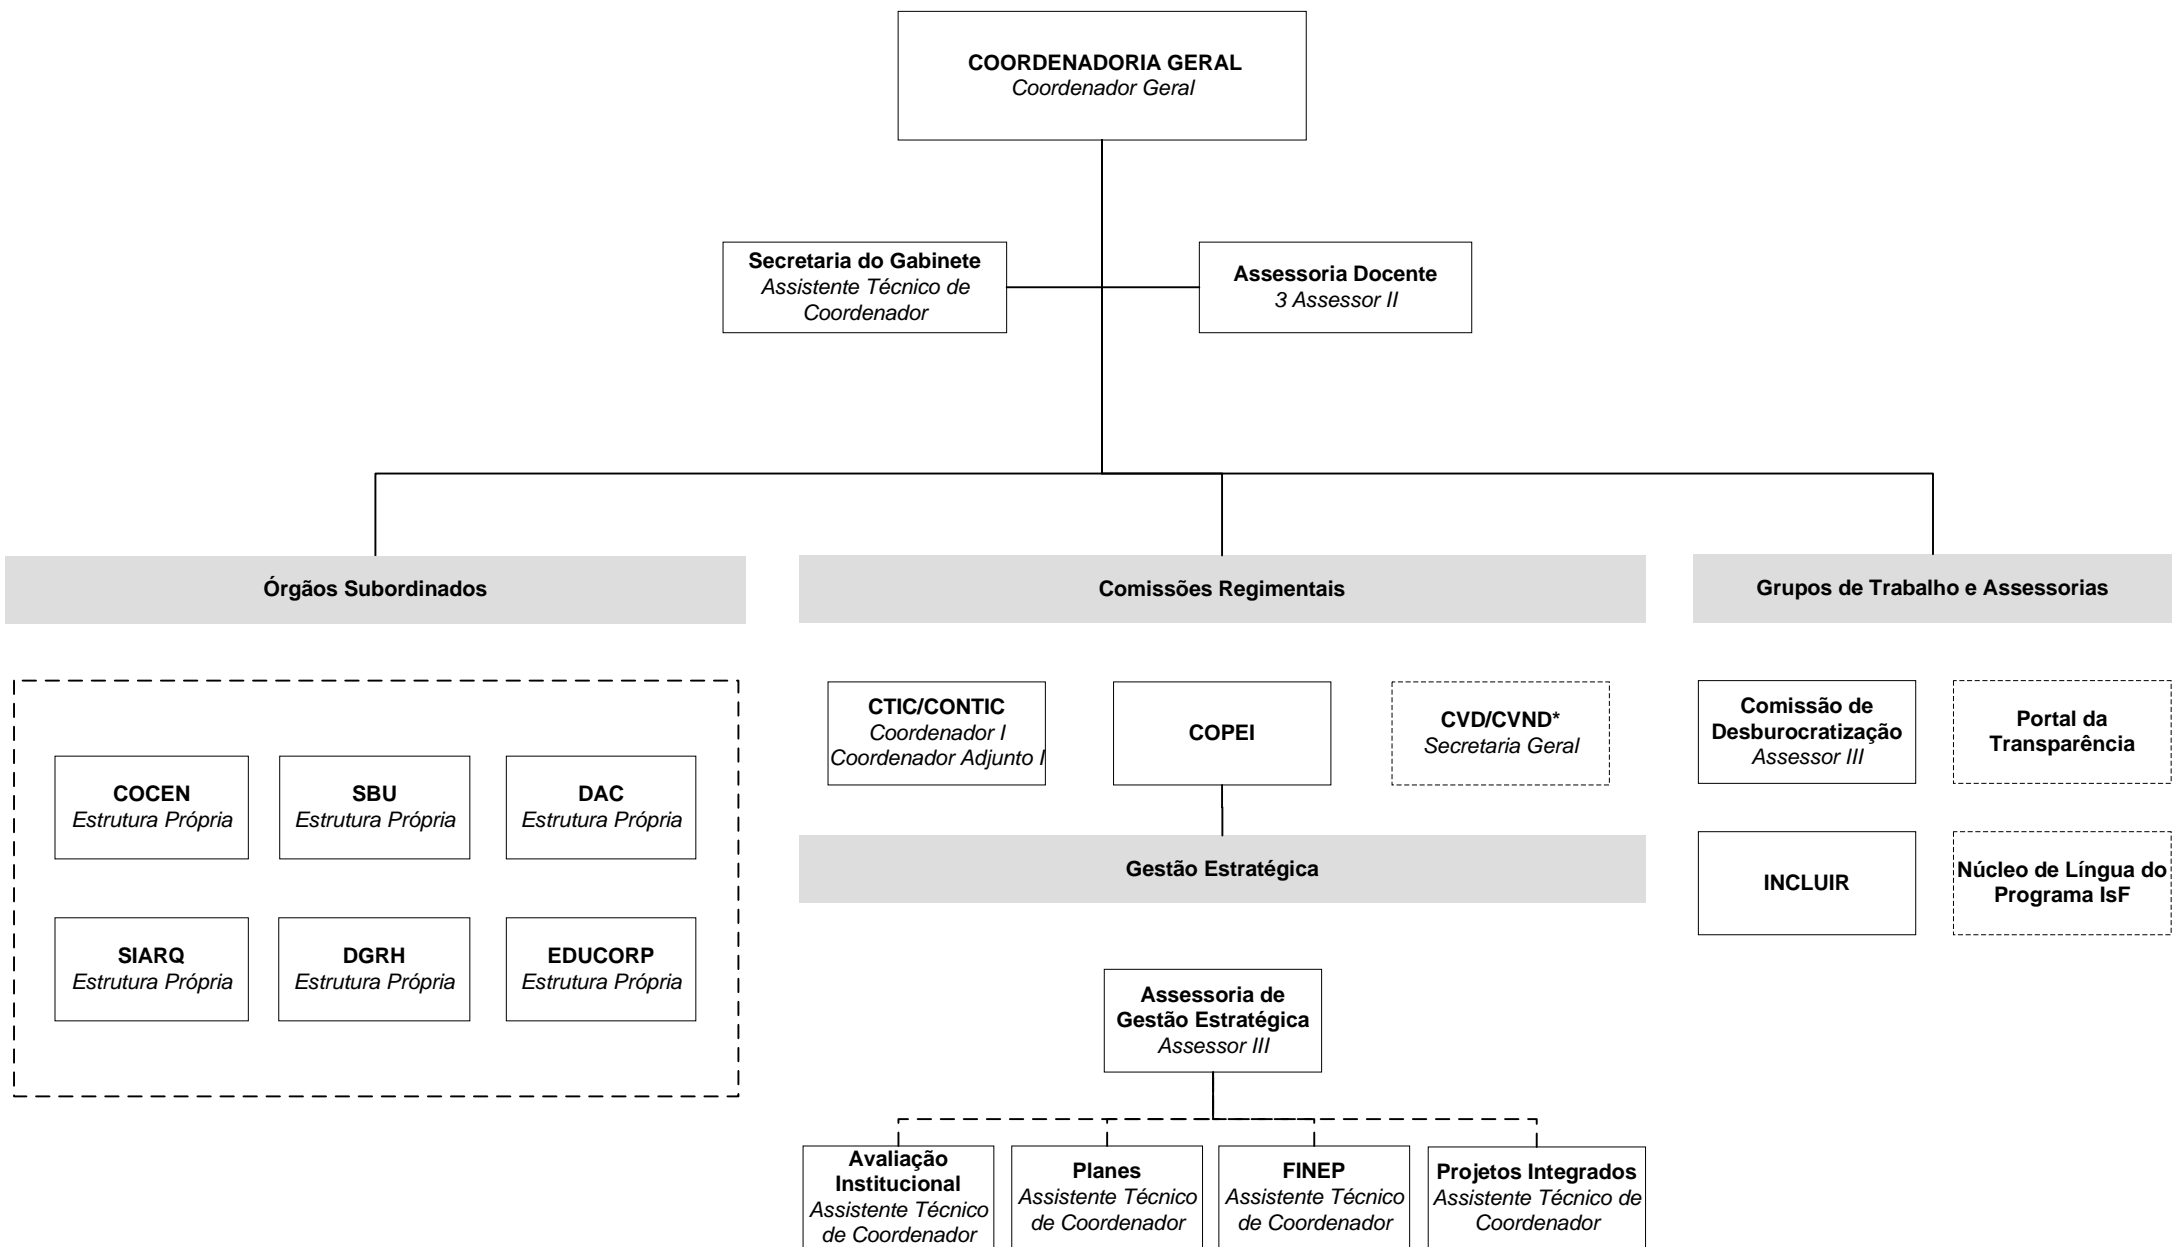 COORDENADORIA GERAL
Coordenador Geral
Secretaria do Gabinete
Assistente Técnico de
Coordenador
Assessoria Docente
3 Assessor II
Órgãos Subordinados
Comissões Regimentais
Grupos de Trabalho e Assessorias
COCEN
Estrutura Própria
SBU
Estrutura Própria
DAC
Estrutura Própria
SIARQ
Estrutura Própria
DGRH
Estrutura Própria
EDUCORP
Estrutura Própria
CTIC/CONTIC
Coordenador I
Coordenador Adjunto I
COPEI
CVD/CVND*
Secretaria Geral
Gestão Estratégica
Assessoria de
Gestão Estratégica
Assessor III
Avaliação
Institucional
Assistente Técnico
de Coordenador
Planes
Assistente Técnico
de Coordenador
FINEP
Assistente Técnico
de Coordenador
Projetos Integrados
Assistente Técnico de
Coordenador
Comissão de
Desburocratização
Assessor III
Portal da
Transparência
INCLUIR
Núcleo de Língua do
Programa IsF